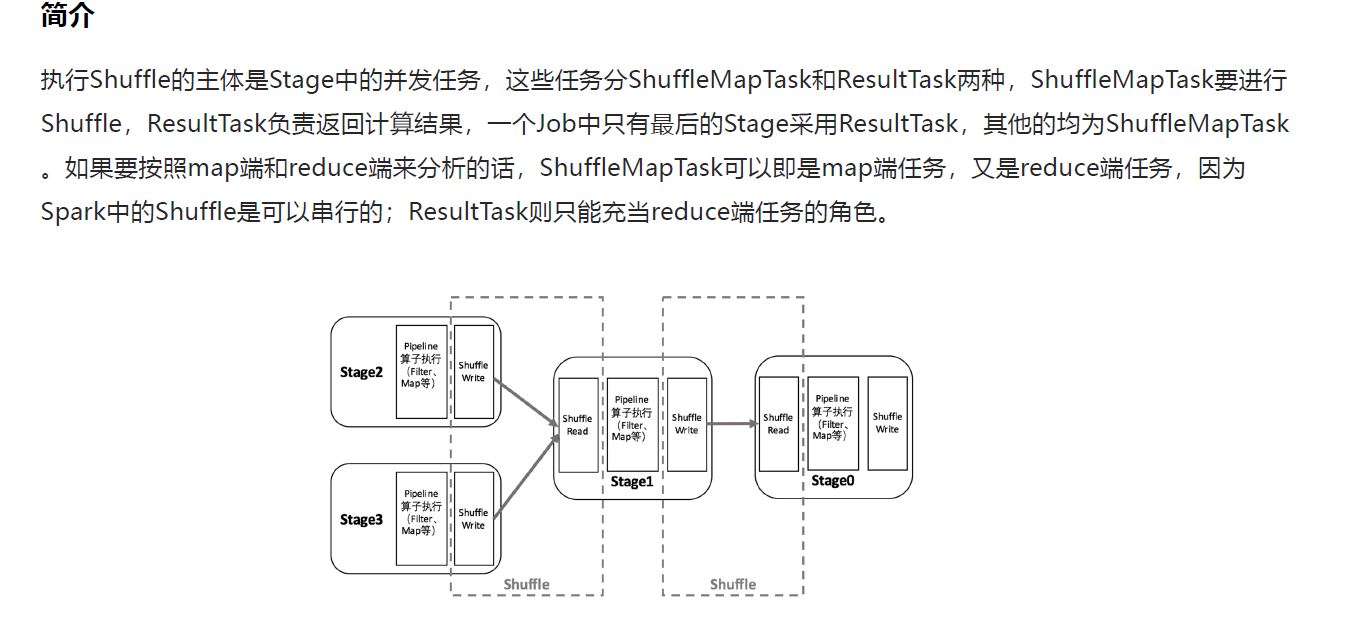 简介
执行Shuffle的主体是Stage中的并发任务，这些任务分ShuffleMapTask和ResultTask两种，ShuffleMapTask要进行
Shuffle，ResultTask负责返回计算结果，一个Job中只有最后的Stage采用ResultTask，其他的均为ShuffleMapTask
。如果要按照map端和reduce端来分析的话，ShuffleMapTask可以即是map端任务，又是reduce端任务，因为
Spark中的Shuffle是可以串行的；ResultTask则只能充当reduce端任务的角色。
Stage2
Pipeline
算子执行
（Filter、
Map等）
Shuffle
Write
Stage3
Pipeline
算子执行
（Filter、
Map等）
Shuffle
Write
Shuffle
Shuffle
Read
Pipeline
算子执行
（Filter、
Map等）
Shuffle
Write
Stage1
Shuffle
Shuffle
Read
Pipeline
算子执行
（Filter、
Map等）
Shuffle
Write
Stage0